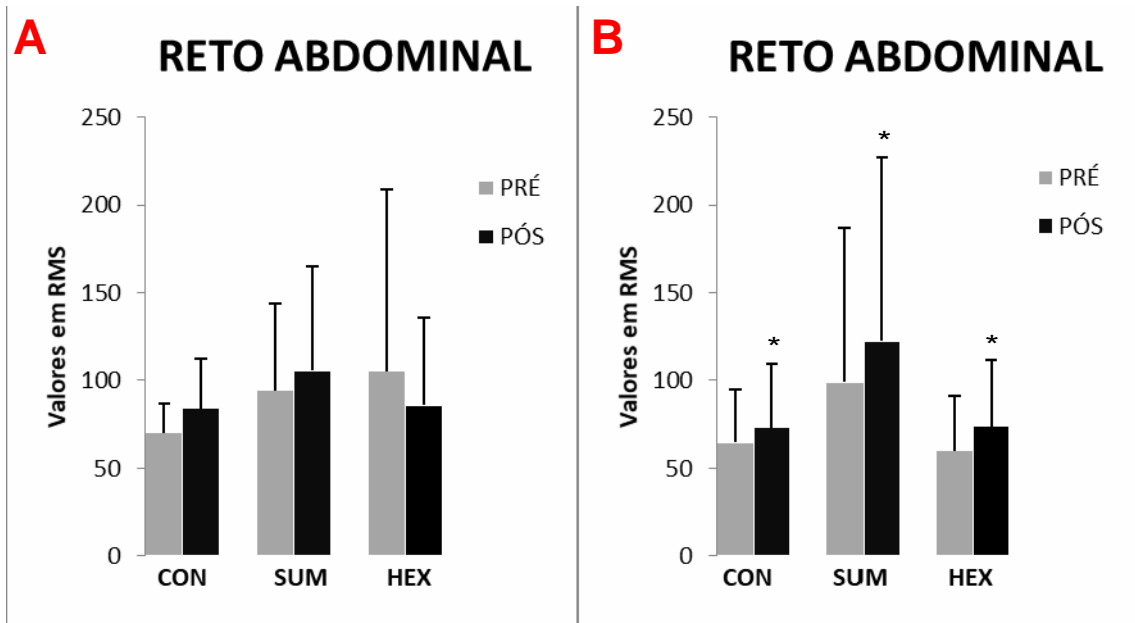 A
RETO ABDOMINAL
250
200
150
100
50
0
Valores em RMS
PRÉ
PÓS
CON SUM HEX
B
RETO ABDOMINAL
250
200
150
100
50
0
Valores em RMS
*
*
*
PRÉ
PÓS
CON SUM HEX